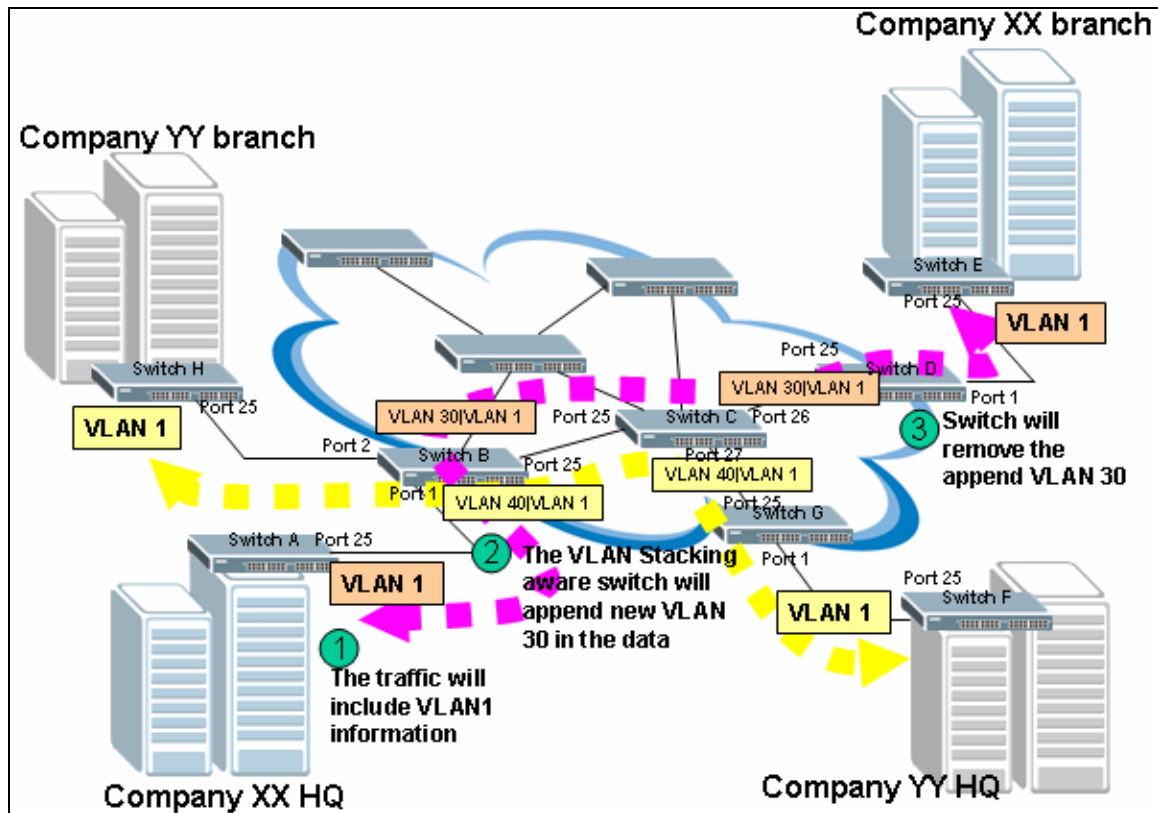 Company XX branch
Company YY branch
Switch E
Port 25
VLAN 1
Port 25
Switch H
Switch D
Port 25
VLAN 30|VLAN 1
Port 1
VLAN 1
VLAN 30|VLAN 1
Port 25
Switch C
Port 26
3
Switch will
remove the
append VLAN 30
Port 2
Switch B
Port 25
Port 27
VLAN 40|VLAN 1
Port 1
VLAN 40|VLAN 1
Port 25
Switch G
Switch A
Port 25
2
The VLAN Stacking
aware switch will
append new VLAN
30 in the data
Port 1
Port 25
VLAN 1
VLAN 1
Switch F
1
The traffic will
include VLAN1
information
Company XX HQ
Company YY HQ